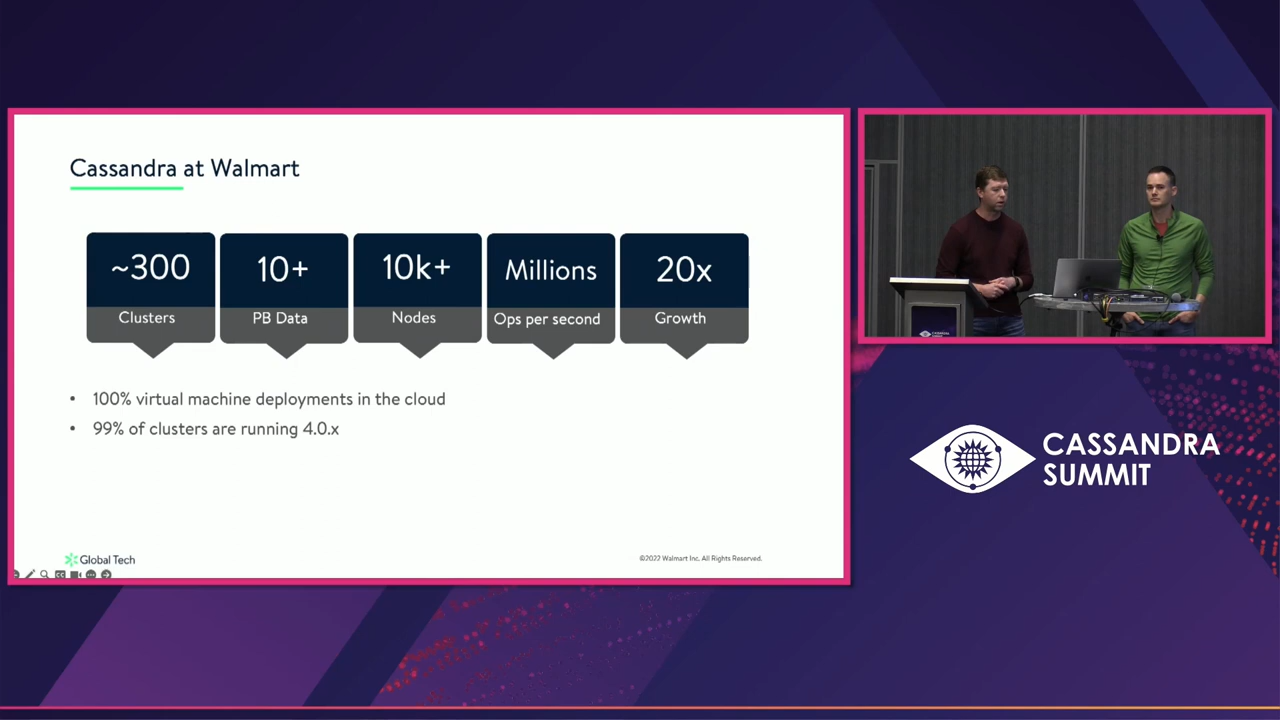 Cassandra at Walmart
~300
Clusters
10+
PB Data
10k+
Nodes
Millions
Ops per second
20x
Growth
• 100% virtual machine deployments in the cloud
• 99% of clusters are running 4.0.x
Global Tech
©2022 Walmart Inc. All Rights Reserved.
CASSANDRA
SUMMIT